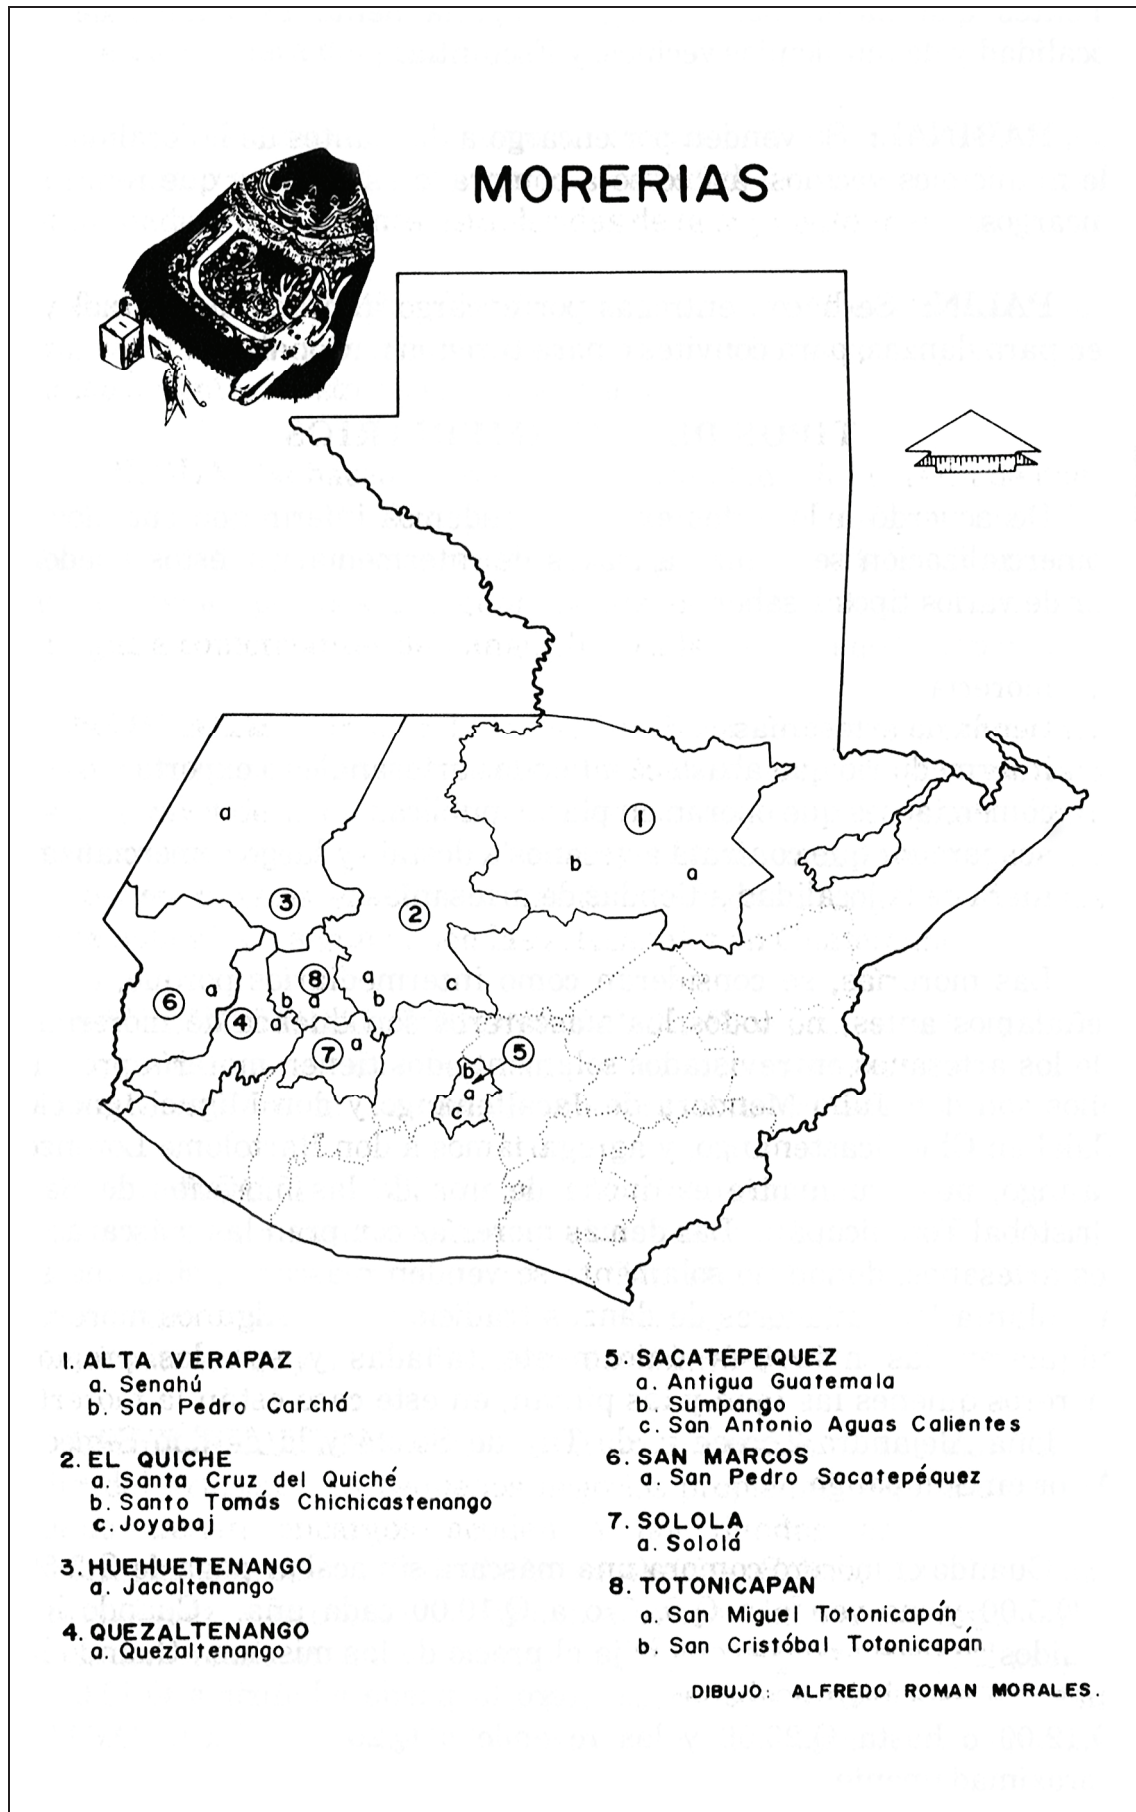 MORERIAS
1
a
b
a
3
2
a
8
a
c
6
a
b
a
b
4
a
7
a
5
b
a
c
1. ALTA VERAPAZ
a. Senahú
b. San Pedro Carchá
2. EL QUICHE
a. Santa Cruz del Quiché
b. Santo Tomás Chichicastenango
c. Joyabaj
3. HUEHUETENANGO
a. Jacaltenango
4. QUEZALTENANGO
a. Quezaltenango
5. SACATEPEQUEZ
a. Antigua Guatemala
b. Sumpango
c. San Antonio Aguas Calientes
6. SAN MARCOS
a. San Pedro Sacatepéquez
7. SOLOLA
a. Sololá
8. TOTONICAPAN
a. San Miguel Totonicapán
b. San Cristóbal Totonicapán
DIBUJO: ALFREDO ROMAN MORALES.